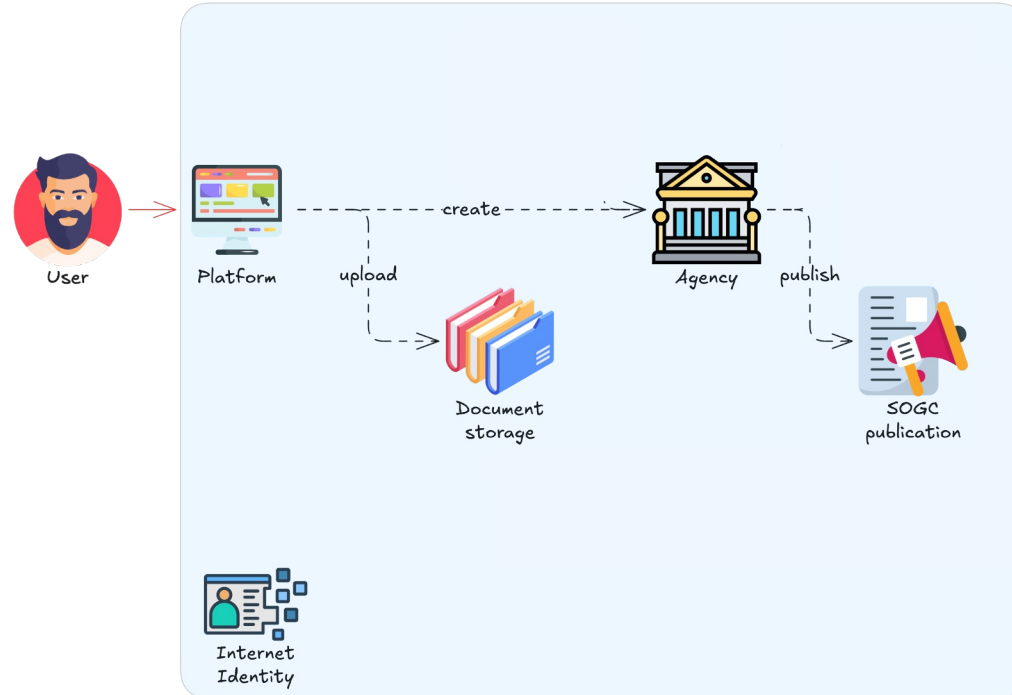 create
User
Platform
upload
Agency
publish
Document
storage
SOGC
publication
Internet
Identity